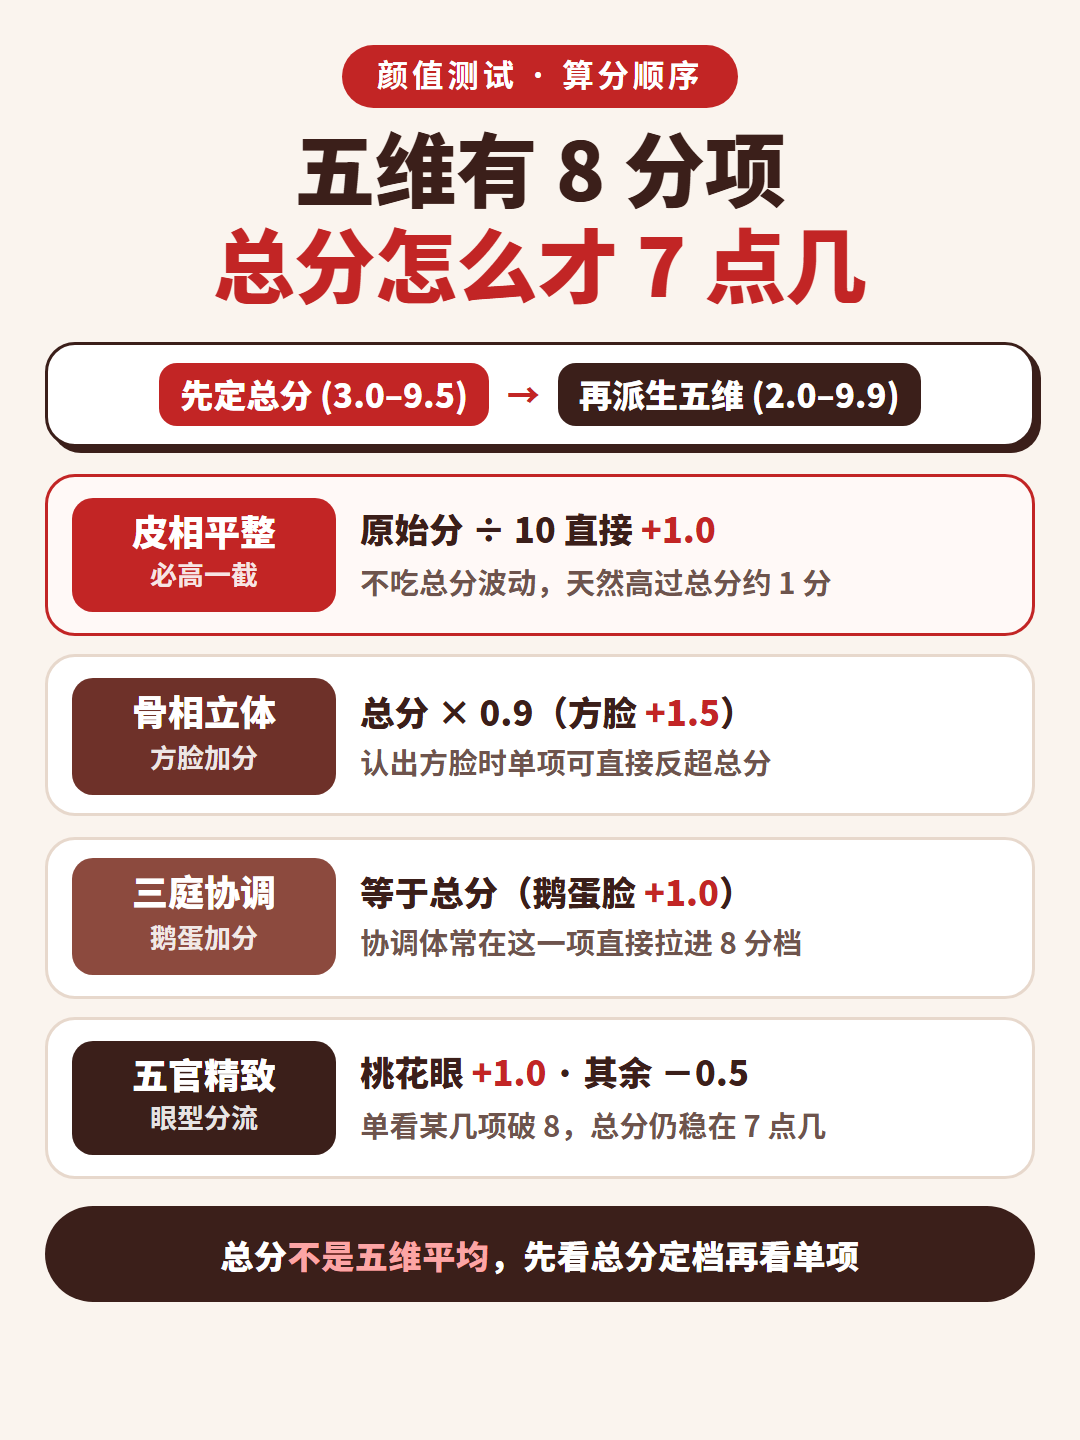 颜值测试 · 算分顺序
五维有 8 分项
总分怎么才 7 点几
先定总分 (3.0–9.5) → 再派生五维 (2.0–9.9)
皮相平整
必高一截
原始分 ÷ 10 直接 +1.0
不吃总分波动，天然高过总分约 1 分
骨相立体
方脸加分
总分 × 0.9（方脸 +1.5）
认出方脸时单项可直接反超总分
三庭协调
鹅蛋加分
等于总分（鹅蛋脸 +1.0）
协调体常在这一项直接拉进 8 分档
五官精致
眼型分流
桃花眼 +1.0 · 其余 −0.5
单看某几项破 8，总分仍稳在 7 点几
总分不是五维平均，先看总分定档再看单项